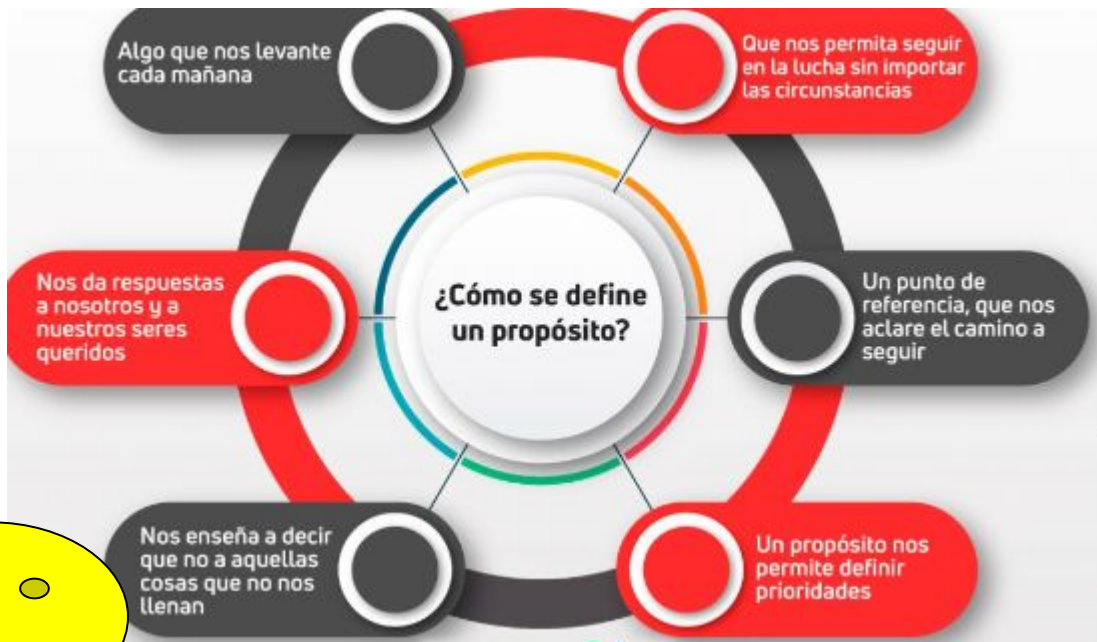 Algo que nos levante
cada mañana
Que nos permita seguir
en la lucha sin importar
las circunstancias
Nos da respuestas
a nosotros y a
nuestros seres
queridos
¿Cómo se define
un propósito?
Un punto de
referencia, que nos
aclare el camino a
seguir
Nos enseña a decir
que no a aquellas
cosas que no nos
llenan
Un propósito nos
permite definir
prioridades